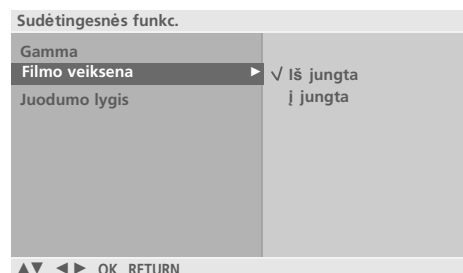 Sudėtingesnės funkc.
Gamma
Filmo veiksena ►
√ Iš jungta
į jungta
Juodumo lygis
▲▼ ◄► OK RETURN